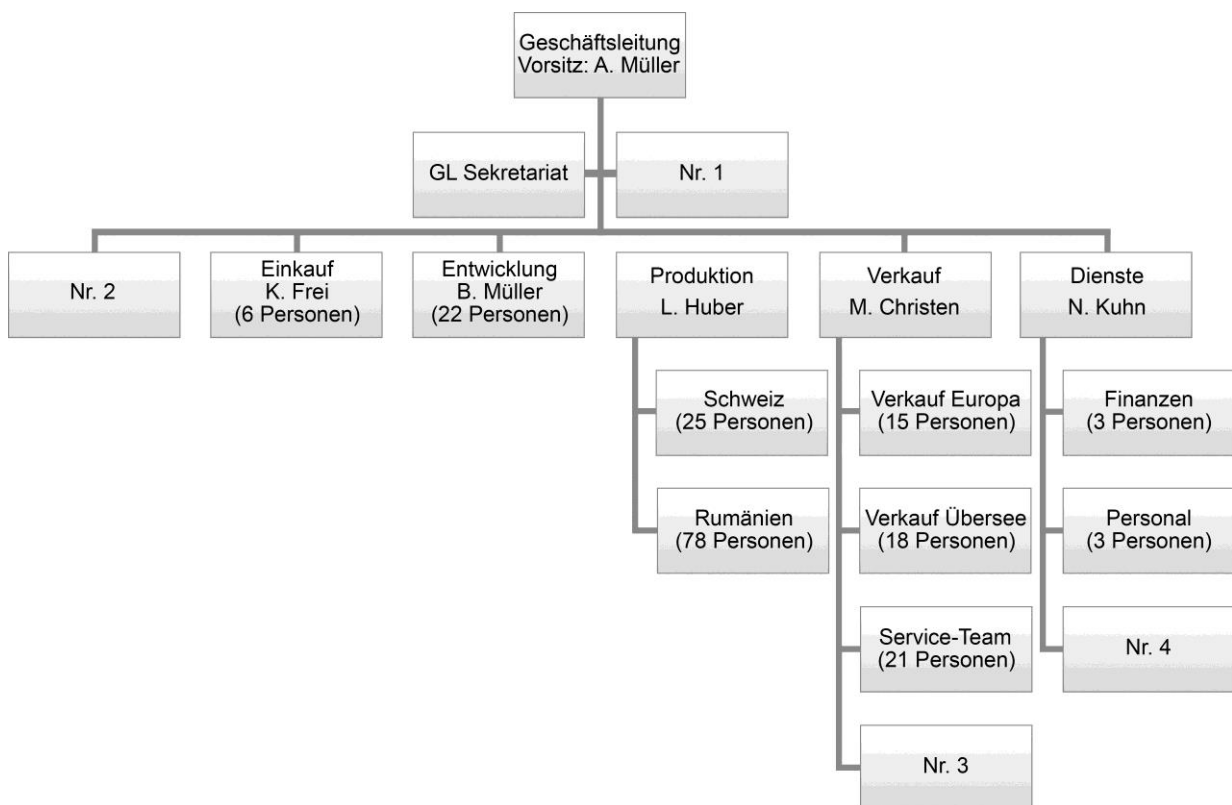 Geschäftsleitung
Vorsitz: A. Müller
GL Sekretariat
Nr. 1
Nr. 2
Einkauf
K. Frei
(6 Personen)
Entwicklung
B. Müller
(22 Personen)
Produktion
L. Huber
Verkauf
M. Christen
Dienste
N. Kuhn
Schweiz
(25 Personen)
Verkauf Europa
(15 Personen)
Finanzen
(3 Personen)
Rumänien
(78 Personen)
Verkauf Übersee
(18 Personen)
Personal
(3 Personen)
Service-Team
(21 Personen)
Nr. 4
Nr. 3